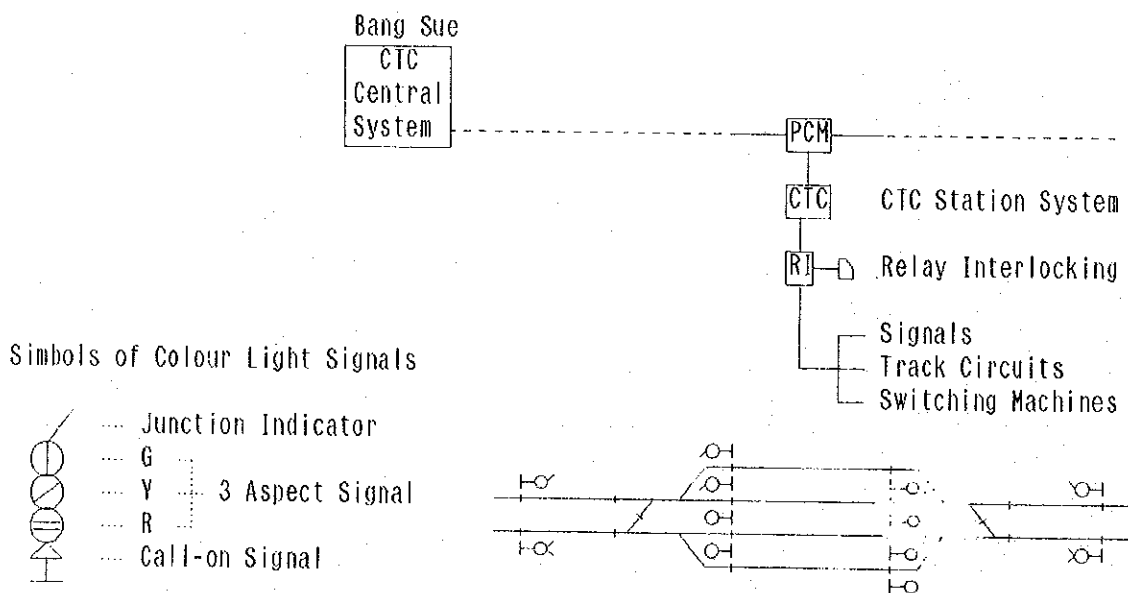 Bang Sue
CTC
Central
System
PCM
CTC
CTC Station System
RI
Relay Interlocking
Signals
Track Circuits
Switching Machines
Simbols of Colour Light Signals
Junction Indicator
G
Y
3 Aspect Signal
R
Call-on Signal